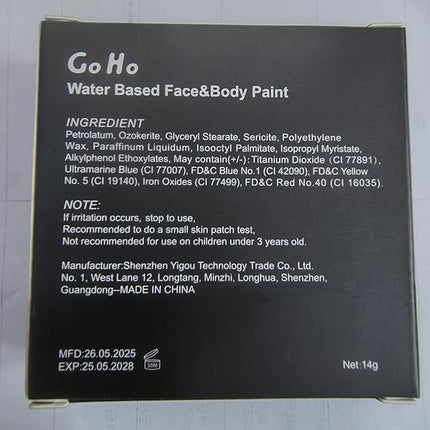 GoHo
Water Based Face&Body Paint
INGREDIENT
Petrolatum, Ozokerite, Glyceryl Stearate, Sericite, Polyethylene
Wax, Paraffinum Liquidum, Isooctyl Palmitate, Isopropyl Myristate,
Alkylphenol Ethoxylates, May contain(+/-): Titanium Dioxide (CI 77891),
Ultramarine Blue (CI 77007), FD&C Blue No.1 (CI 42090), FD&C Yellow
No. 5 (CI 19140), Iron Oxides (CI 77499), FD&C Red No.40 (CI 16035).
NOTE:
If irritation occurs, stop to use,
Recommended to do a small skin patch test,
Not recommended for use on children under 3 years old.
Manufacturer:Shenzhen Yigou Technology Trade Co., Ltd.
No. 1, West Lane 12, Longtang, Minzhi, Longhua, Shenzhen,
Guangdong--MADE IN CHINA
MFD:26.05.2025
EXP:25.05.2028
Net:14g